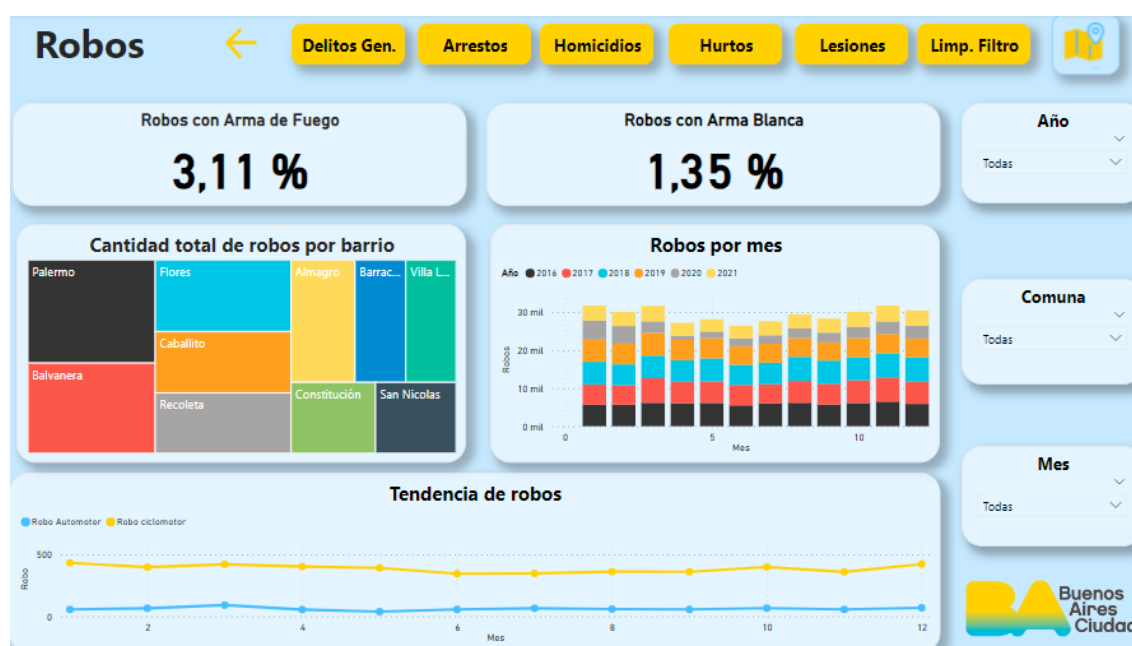 Robos
Delitos Gen.
Arrestos
Homicidios
Hurtos
Lesiones
Limp. Filtro
Robos con Arma de Fuego
3,11 %
Robos con Arma Blanca
1,35 %
Año
Todas
Cantidad total de robos por barrio
Palermo
Flores
Almagro
Barrac...
Villa L...
Caballito
Balvanera
Recoleta
Constitución
San Nicolas
Robos por mes
Año 2016 2017 2018 2019 2020 2021
30 mil
20 mil
10 mil
0 mil
Robos
0 5 10
Mes
Comuna
Todas
Mes
Todas
Tendencia de robos
Robo Automotor Robo ciclomotor
500
0
Robo
2 4 6 8 10 12
Mes
BA
Buenos
Aires
Ciudad